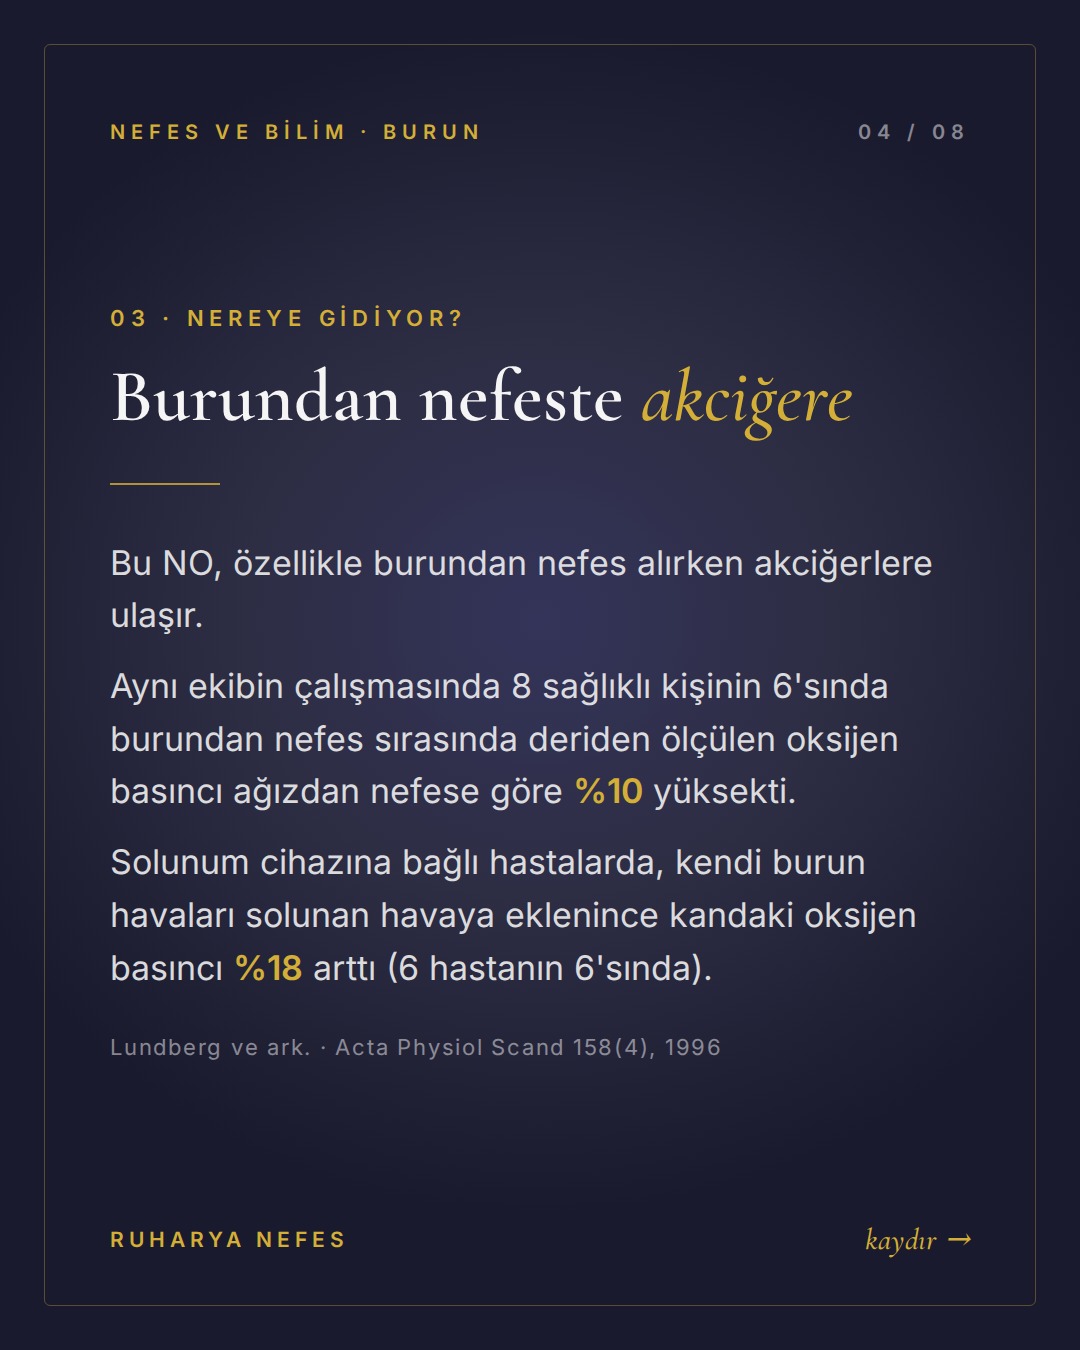 NEFES VE BİLİM · BURUN
04 / 08
03 · NEREYE GİDİYOR?
Burundan nefeste akciğere
Bu NO, özellikle burundan nefes alırken akciğerlere
ulaşır.
Aynı ekibin çalışmasında 8 sağlıklı kişinin 6'sında
burundan nefes sırasında deriden ölçülen oksijen
basıncı ağızdan nefese göre %10 yüksekti.
Solunum cihazına bağlı hastalarda, kendi burun
havaları solunan havaya eklenince kandaki oksijen
basıncı %18 arttı (6 hastanın 6'sında).
Lundberg ve ark. · Acta Physiol Scand 158(4), 1996
RUHARYA NEFES
kaydır →